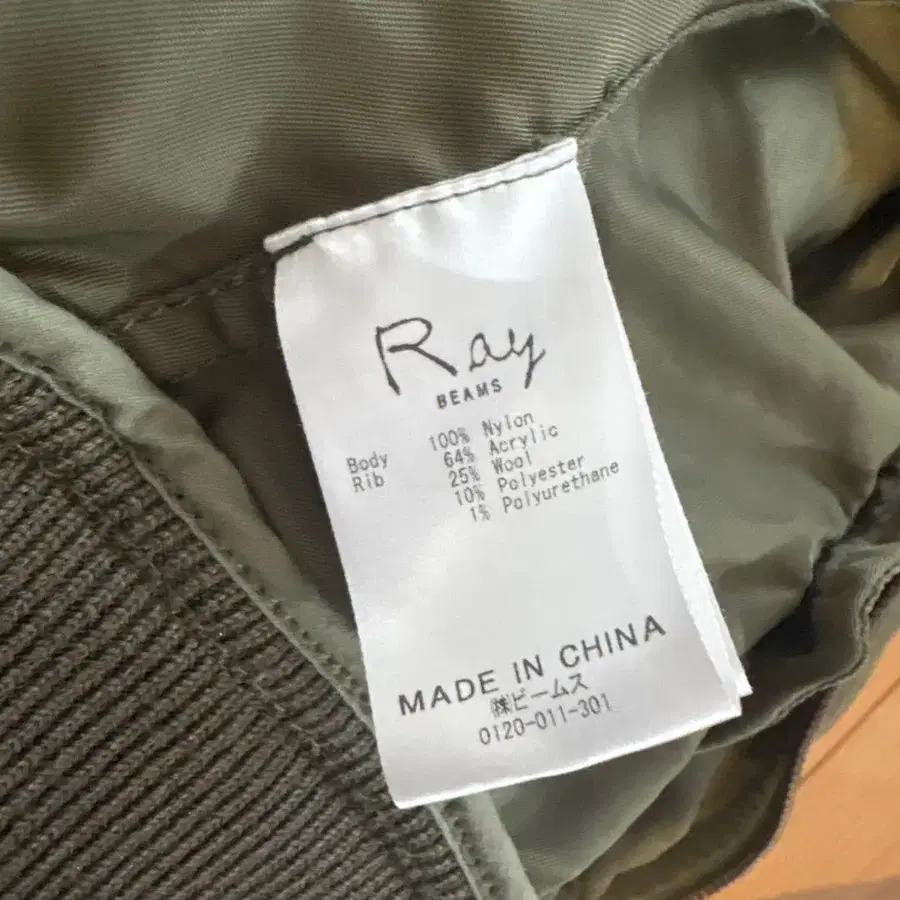 Ray
BEAMS
Body 100% Nylon
Rib 64% Acrylic
25% Wool
10% Polyester
1% Polyurethane
MADE IN CHINA
㈱ビームス
0120-011-301